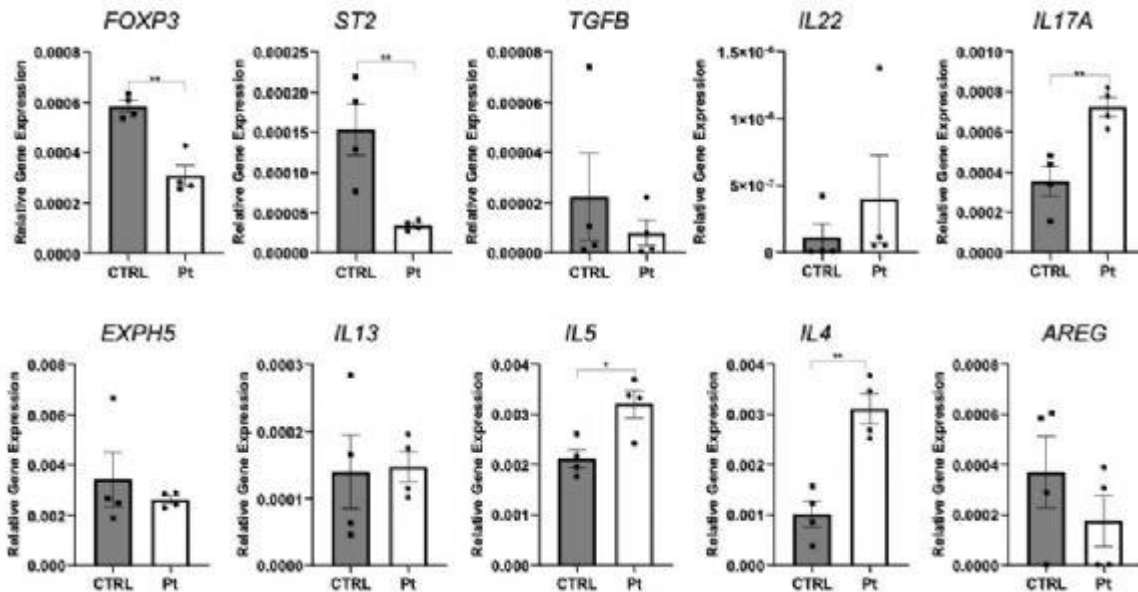 FOXP3
Relative Gene Expression
0.0008
0.0006
0.0004
0.0002
0.0000
**
CTRL Pt
ST2
Relative Gene Expression
0.00025
0.00020
0.00015
0.00010
0.00005
0.00000
**
CTRL Pt
TGFB
Relative Gene Expression
0.00008
0.00006
0.00004
0.00002
0.00000
CTRL Pt
IL22
Relative Gene Expression
1×10⁻⁶
5×10⁻⁷
0
CTRL Pt
IL17A
Relative Gene Expression
0.0010
0.0008
0.0006
0.0004
0.0002
0.0000
**
CTRL Pt
EXPH5
Relative Gene Expression
0.008
0.006
0.004
0.002
0.000
CTRL Pt
IL13
Relative Gene Expression
0.0003
0.0002
0.0001
0.0000
CTRL Pt
IL5
Relative Gene Expression
0.004
0.003
0.002
0.001
0.000
*
CTRL Pt
IL4
Relative Gene Expression
0.004
0.003
0.002
0.001
0.000
**
CTRL Pt
AREG
Relative Gene Expression
0.0008
0.0006
0.0004
0.0002
0.0000
CTRL Pt